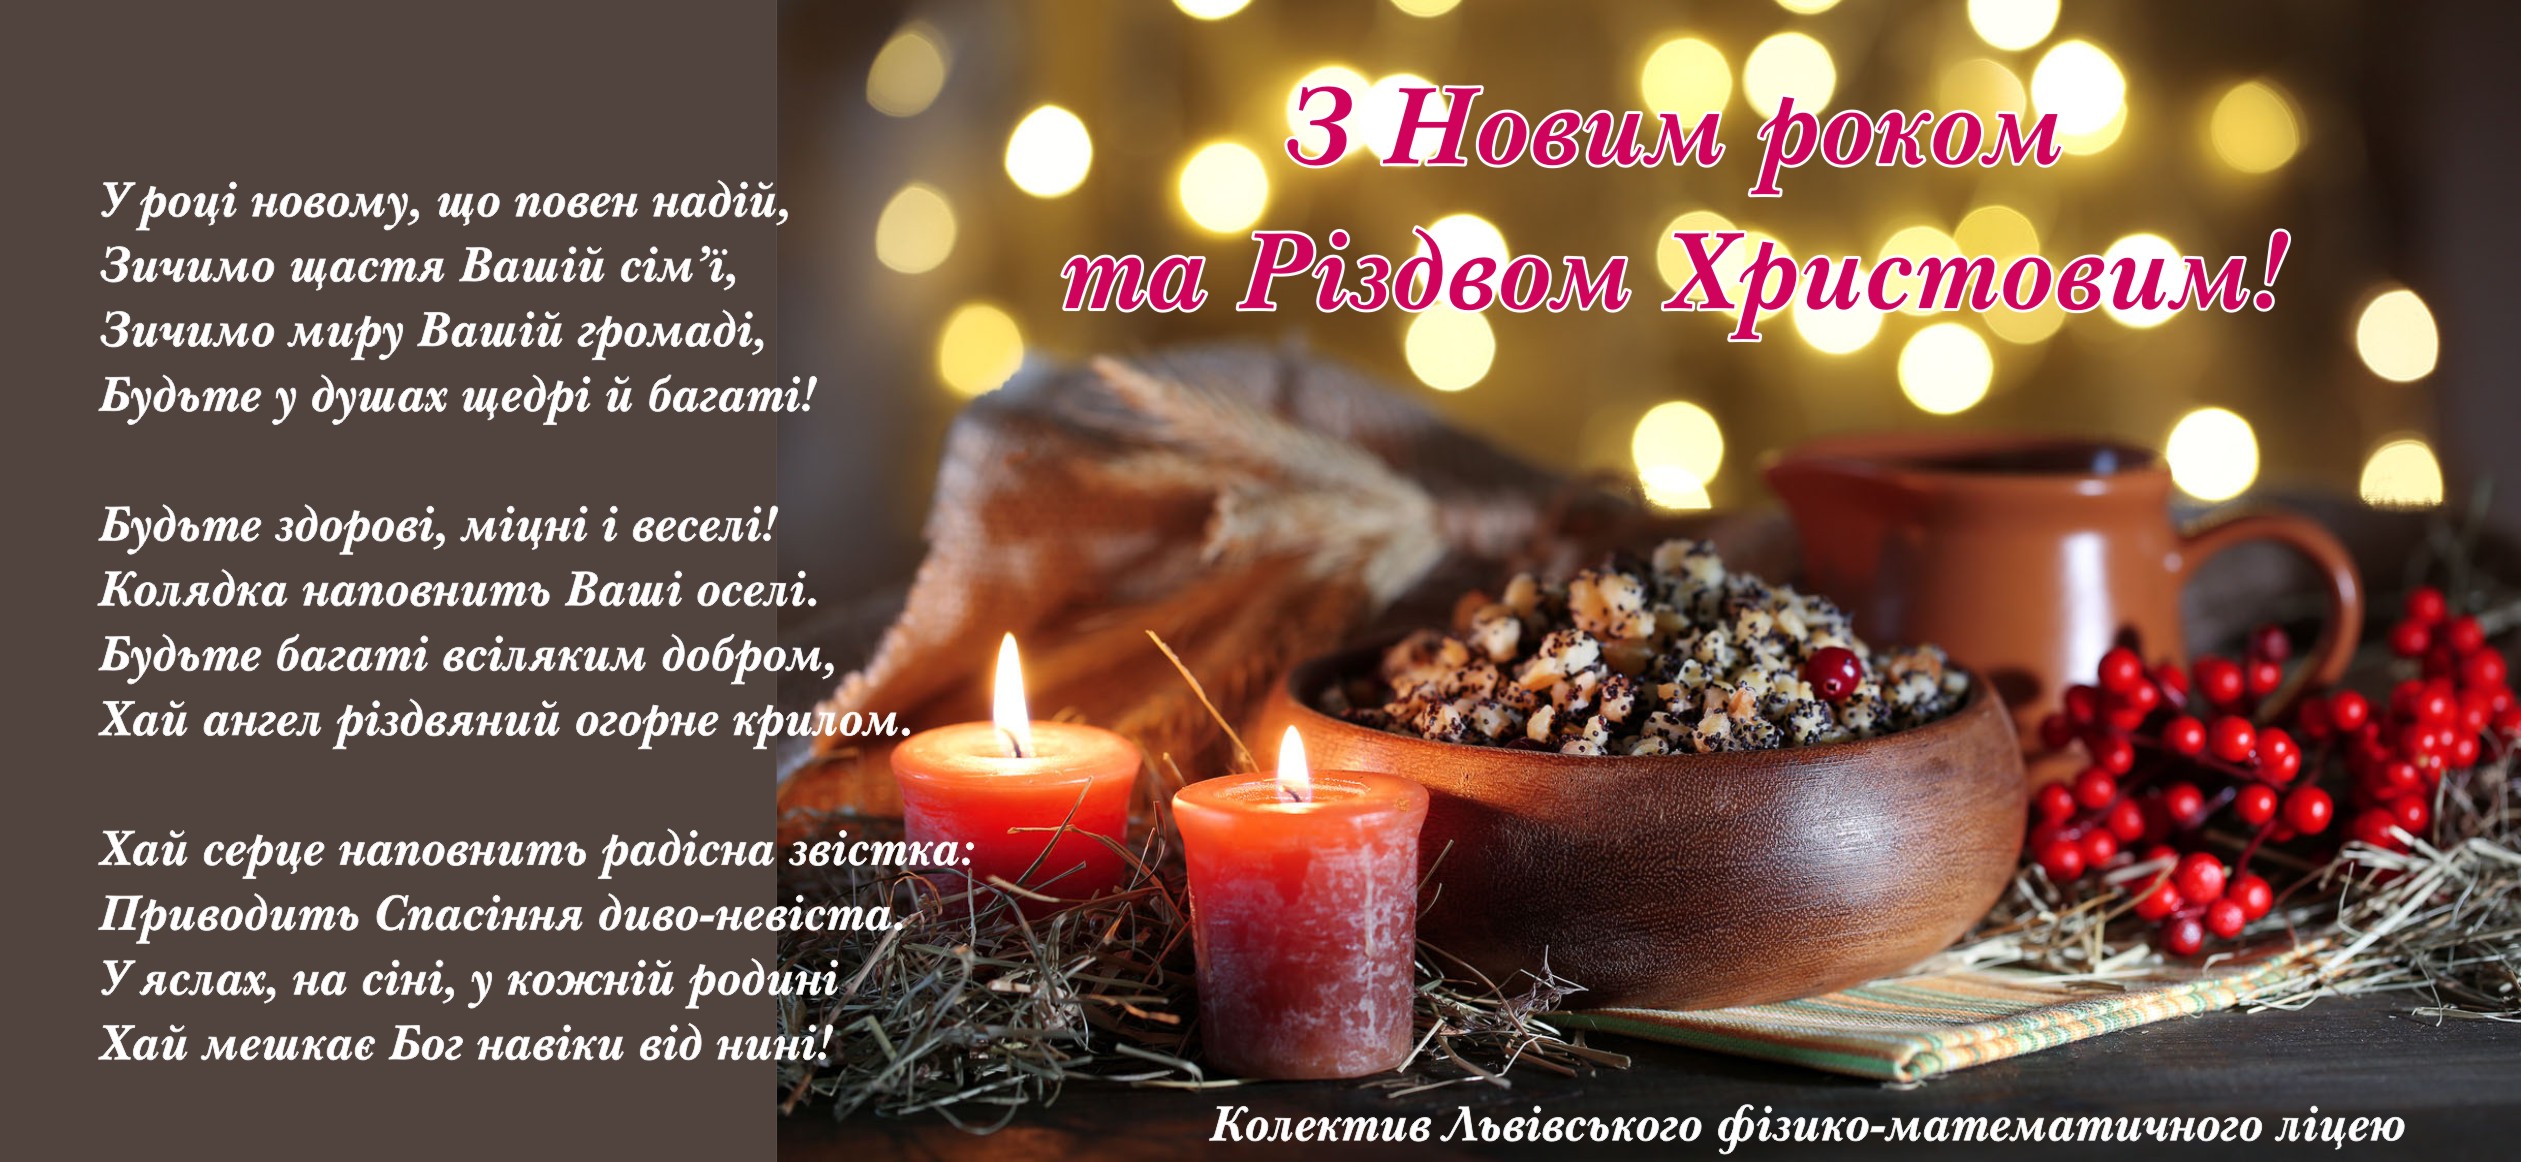 З Новим роком
та Різдвом Христовим!
У році новому, що повен надій,
Зичимо щастя Вашій сім’ї,
Зичимо миру Вашій громаді,
Будьте у душах щедрі й багаті!
Будьте здорові, міцні і веселі!
Колядка наповнить Ваші оселі.
Будьте багаті всіляким добром,
Хай ангел різдвяний огорне крилом.
Хай серце наповнить радісна звістка:
Приводить Спасіння диво-невіста.
У яслах, на сіні, у кожній родині
Хай мешкає Бог навіки від нині!
Колектив Львівського фізико-математичного ліцею